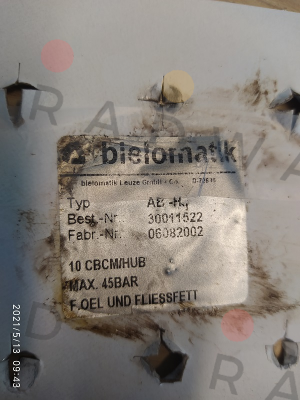 bielomatik
bielomatik Leuze GmbH + Co.
Typ
Best.-Nr. 30011522
Fabr.-Nr. 06082002
10 CBCM/HUB
MAX. 45BAR
F.OEL UND FLIESSFETT
2021/5/13 09:43